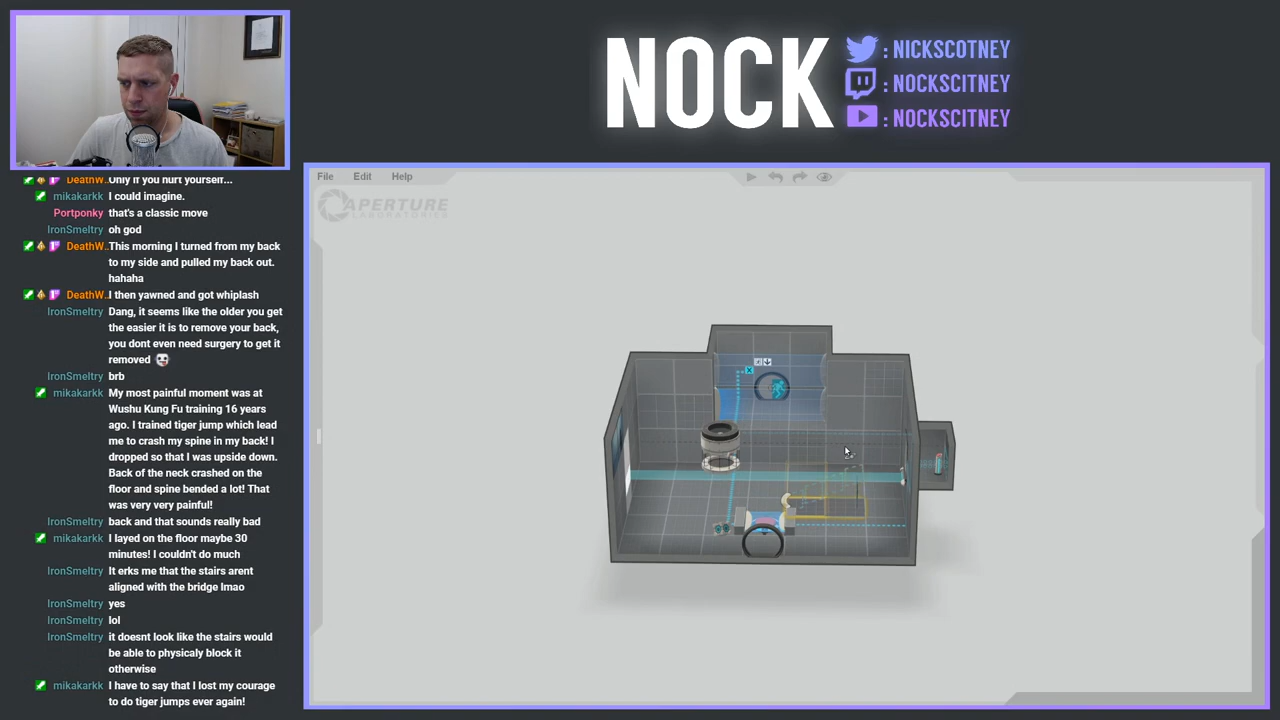 NOCK
: NICKSCOTNEY
: NOCKSCITNEY
: NOCKSCITNEY
DeathW..Only if you hurt yourself...
mikakarkk I could imagine.
Portponky that's a classic move
IronSmeltry oh god
DeathW..This morning I turned from my back
to my side and pulled my back out.
hahaha
DeathW..I then yawned and got whiplash
IronSmeltry Dang, it seems like the older you get
the easier it is to remove your back,
you dont even need surgery to get it
removed
IronSmeltry brb
mikakarkk My most painful moment was at
Wushu Kung Fu training 16 years
ago. I trained tiger jump which lead
me to crash my spine in my back! I
dropped so that I was upside down.
Back of the neck crashed on the
floor and spine bended a lot! That
was very very painful!
IronSmeltry back and that sounds really bad
mikakarkk I layed on the floor maybe 30
minutes! I couldn't do much
IronSmeltry It erks me that the stairs arent
aligned with the bridge lmao
IronSmeltry yes
IronSmeltry lol
IronSmeltry it doesnt look like the stairs would
be able to physicaly block it
otherwise
mikakarkk I have to say that I lost my courage
to do tiger jumps ever again!
File Edit Help
APERTURE
LABORATORIES